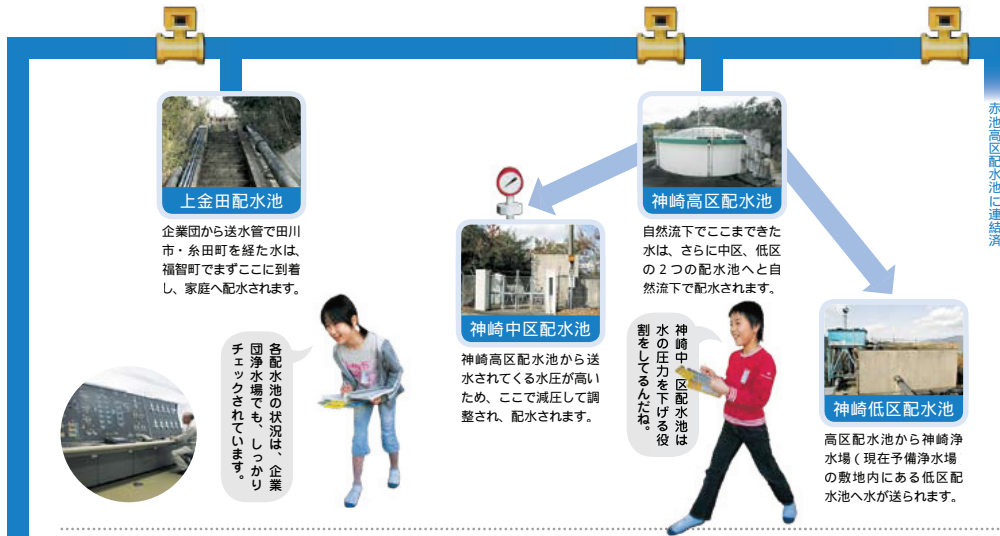 上金田配水池
企業団から送水管で田川
市・糸田町を経た水は、
福智町でまずここに到着
し、家庭へ配水されます。
各配水池の状況は、企業
団浄水場でも、しっかり
チェックされています。
神崎中区配水池
神崎高区配水池から送
水されてくる水圧が高い
ため、ここで減圧して調
整され、配水されます。
神崎高区配水池
自然流下でここまできた
水は、さらに中区、低区
の２つの配水池へと自
然流下で配水されます。
神崎中区配水池は
水の圧力を下げる役
割をしてるんだね。
神崎低区配水池
高区配水池から神崎浄
水場（現在予備浄水場
の敷地内にある低区配
水池へ水が送られます。
赤池高区配水池に連結済